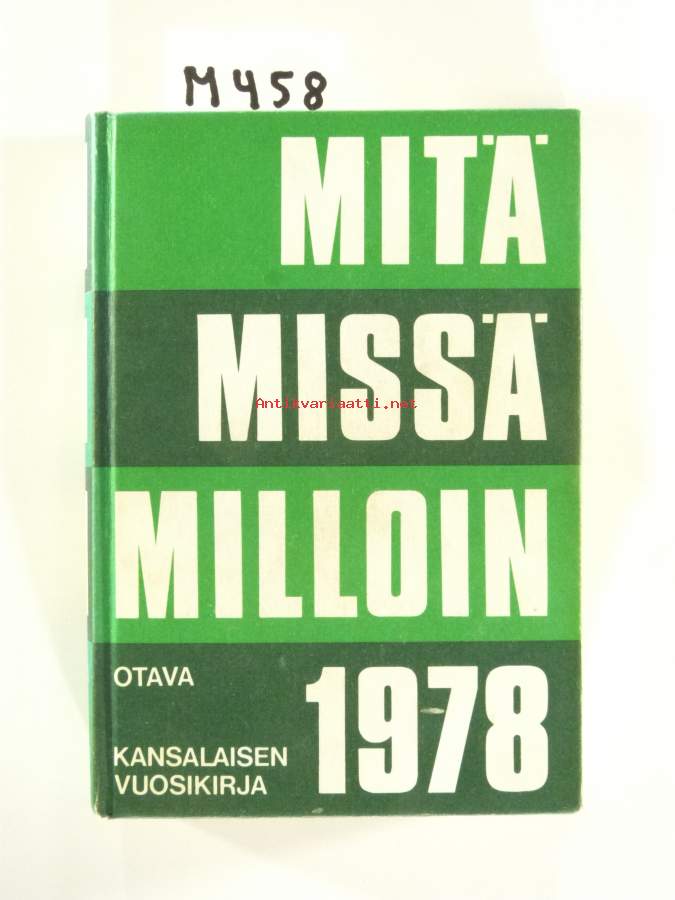 M458
MITÄ
MISSÄ
Antikvariaatti.net
MILLOIN
OTAVA
1978
KANSALAISEN
VUOSIKIRJA